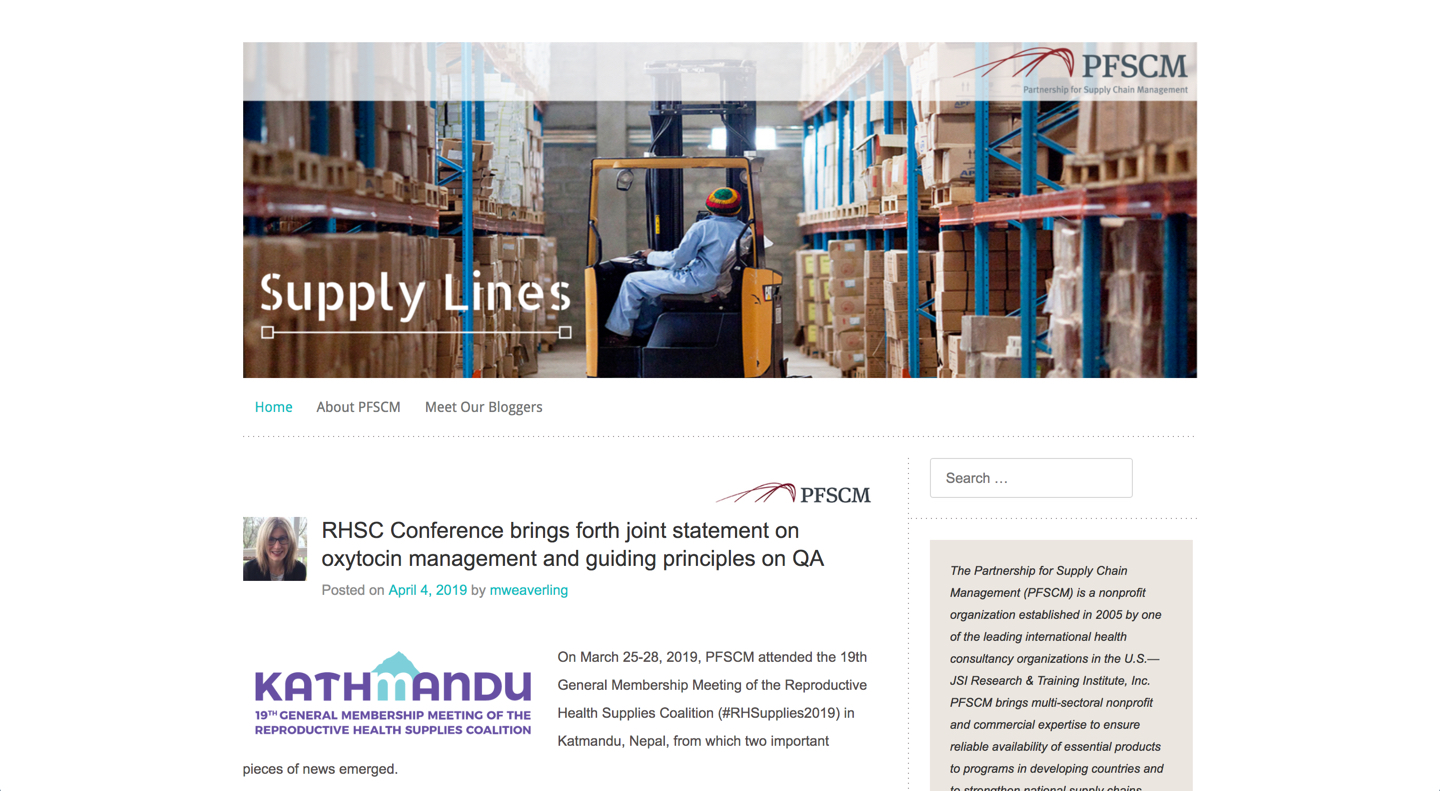 PFSCM
Partnership for Supply Chain Management
Supply Lines
Home
About PFSCM
Meet Our Bloggers
PFSCM
RHSC Conference brings forth joint statement on
oxytocin management and guiding principles on QA
Posted on April 4, 2019 by mweaverling
KATHMANDU
19TH GENERAL MEMBERSHIP MEETING OF THE
REPRODUCTIVE HEALTH SUPPLIES COALITION
On March 25-28, 2019, PFSCM attended the 19th
General Membership Meeting of the Reproductive
Health Supplies Coalition (#RHSupplies2019) in
Katmandu, Nepal, from which two important
pieces of news emerged.
Search …
The Partnership for Supply Chain
Management (PFSCM) is a nonprofit
organization established in 2005 by one
of the leading international health
consultancy organizations in the U.S.—
JSI Research & Training Institute, Inc.
PFSCM brings multi-sectoral nonprofit
and commercial expertise to ensure
reliable availability of essential products
to programs in developing countries and
to strengthen national supply chains